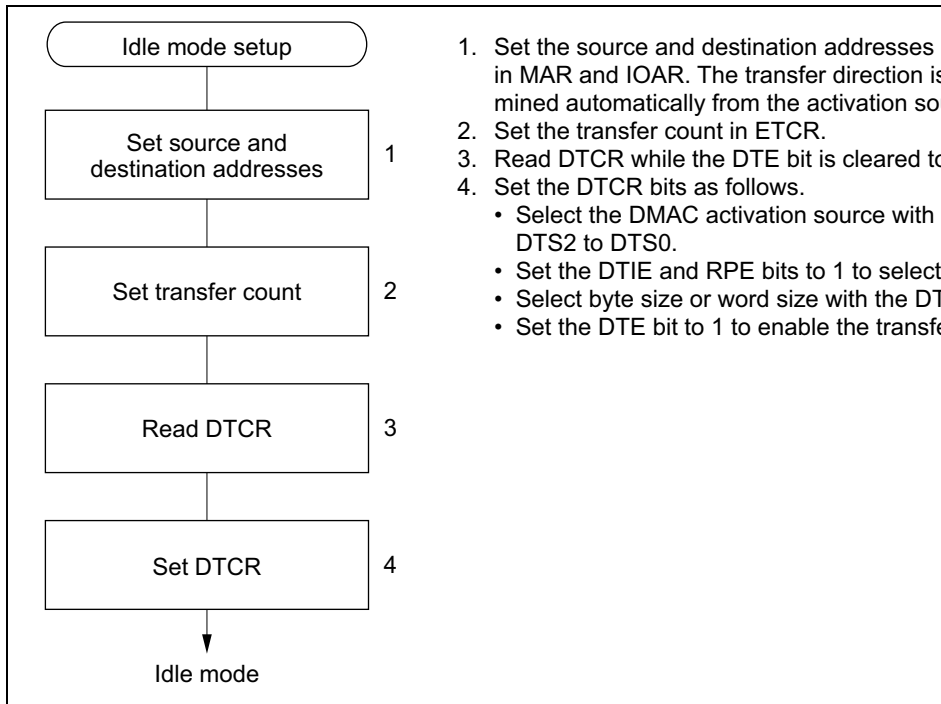 Idle mode setup
Set source and
destination addresses
1
Set transfer count
2
Read DTCR
3
Set DTCR
4
Idle mode
1. Set the source and destination addresses
in MAR and IOAR. The transfer direction is
mined automatically from the activation
2. Set the transfer count in ETCR.
3. Read DTCR while the DTE bit is cleared
4. Set the DTCR bits as follows.
• Select the DMAC activation source with
DTS2 to DTS0.
• Set the DTIE and RPE bits to 1 to select
• Select byte size or word size with the
• Set the DTE bit to 1 to enable the